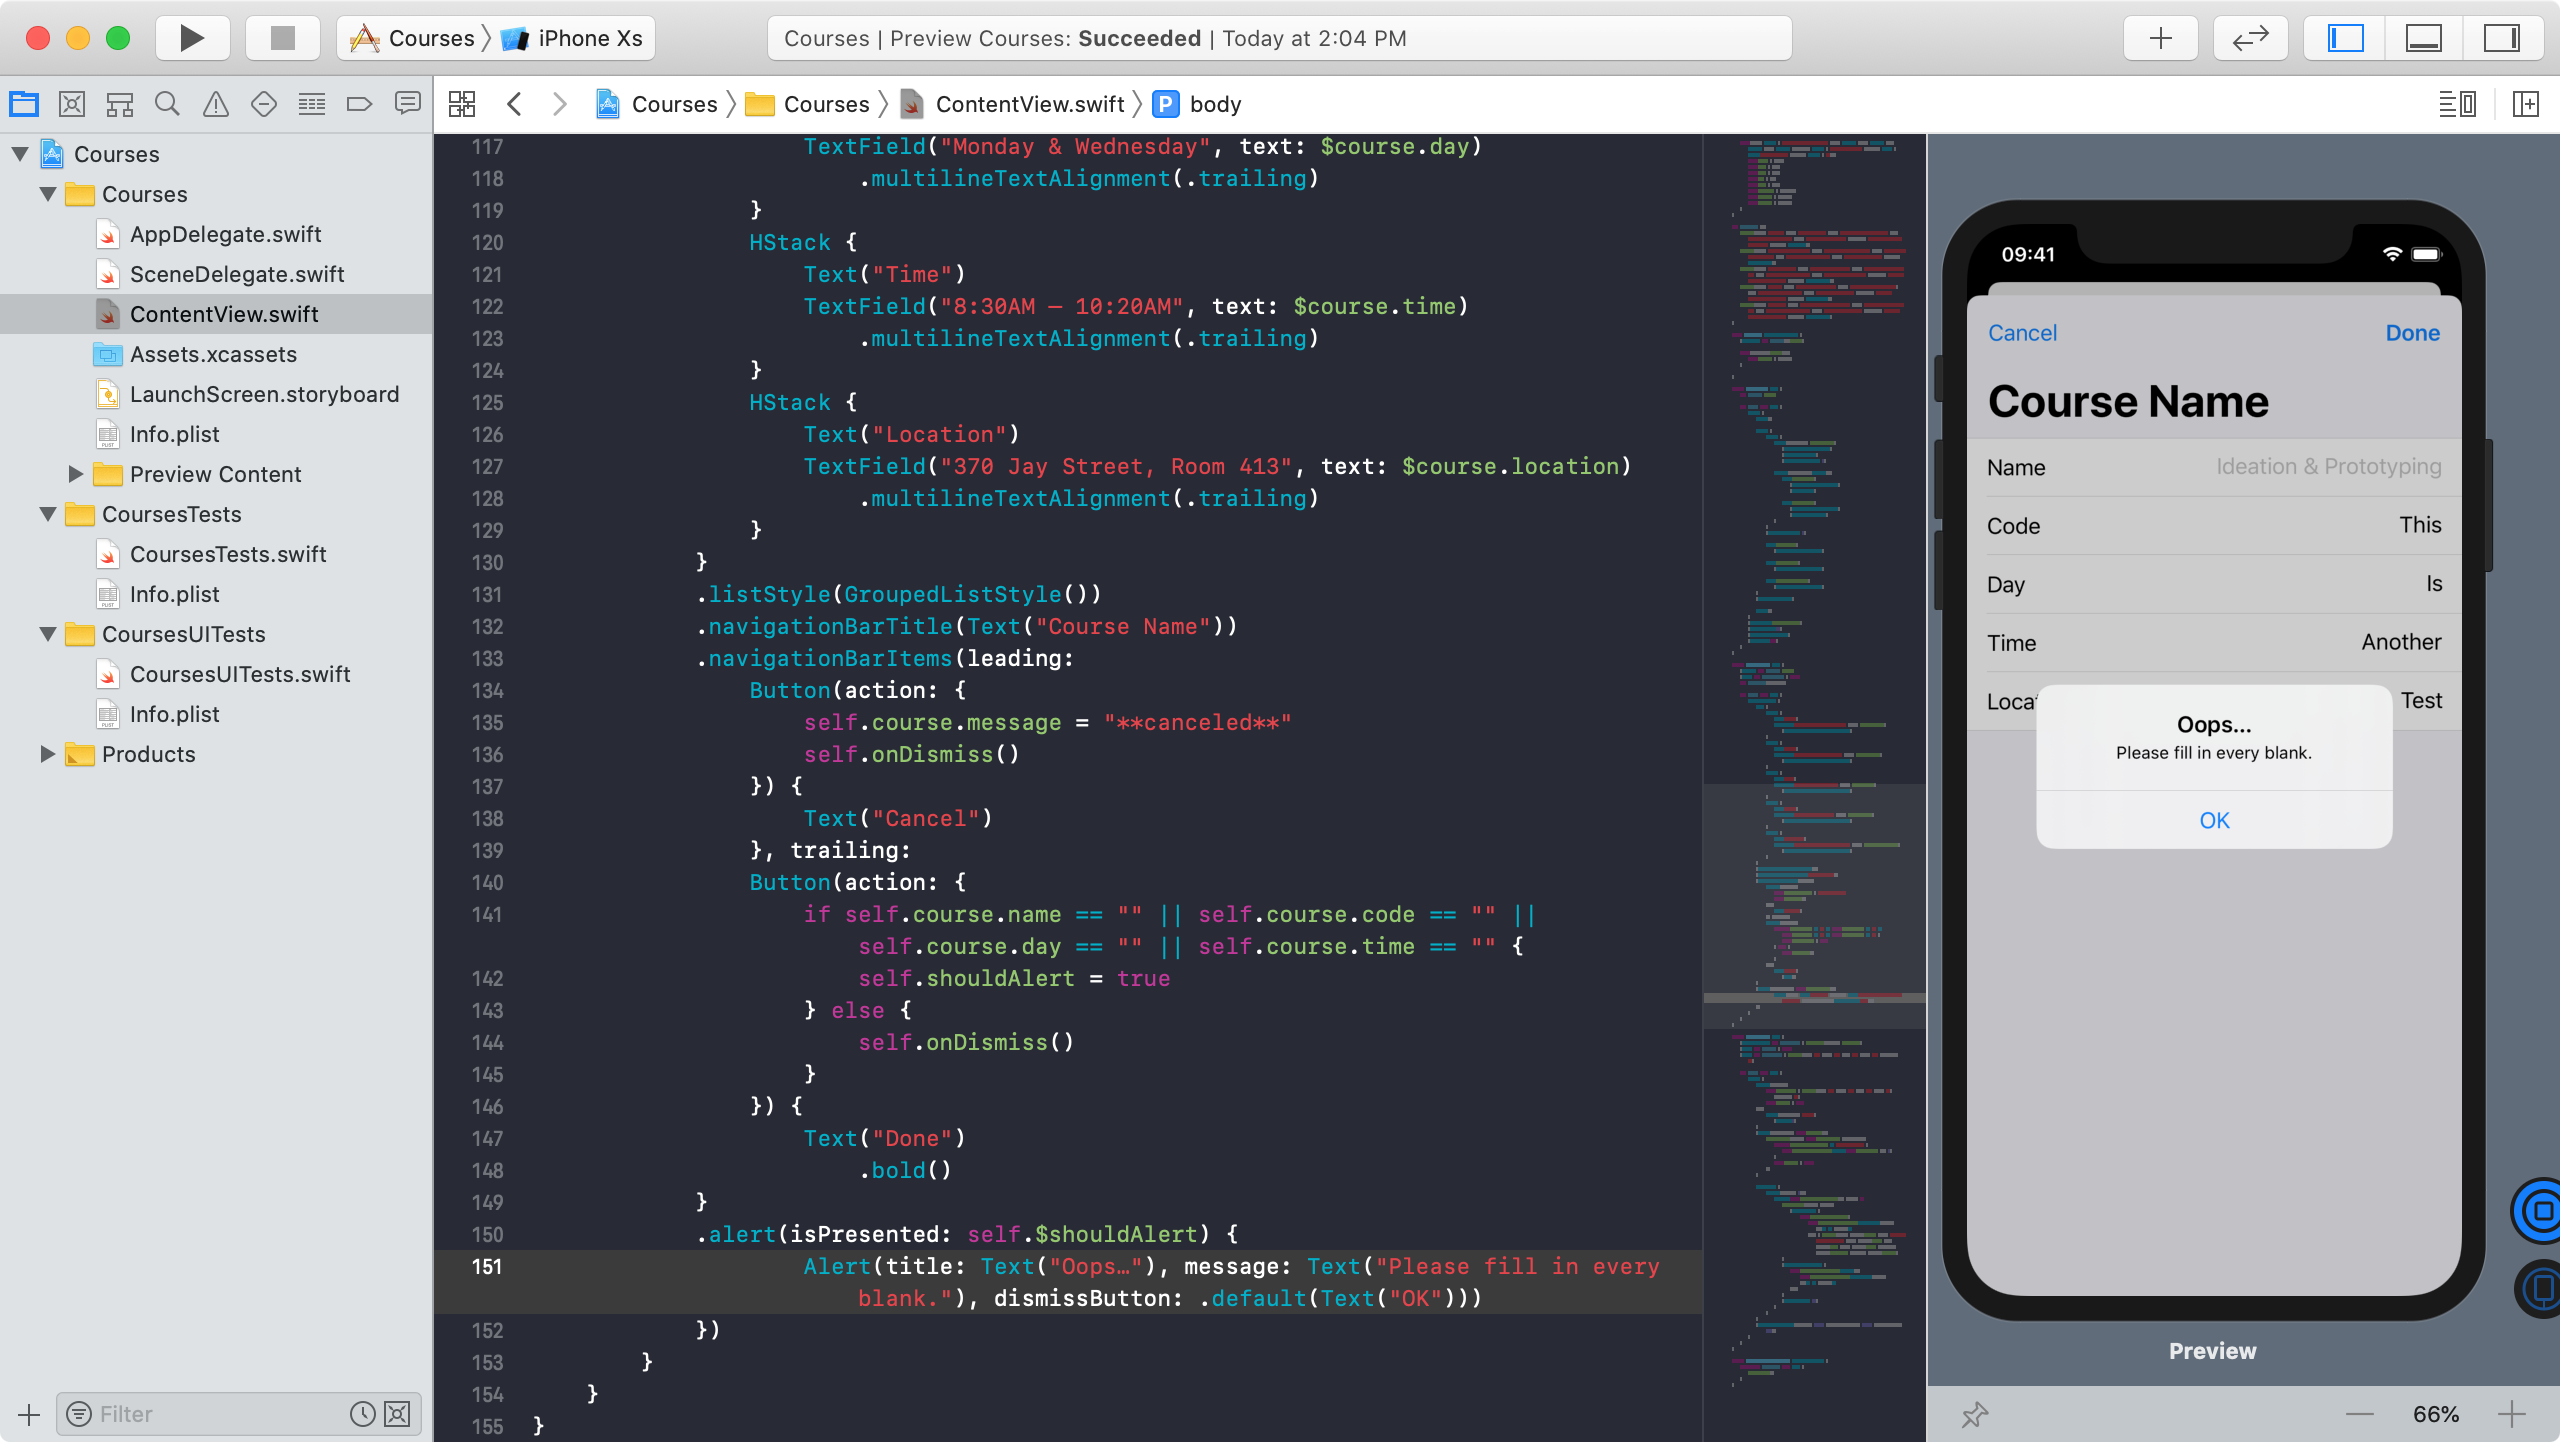 Courses iPhone Xs
Courses | Preview Courses: Succeeded | Today at 2:04 PM
Courses Courses ContentView.swift P body
Courses
Courses
AppDelegate.swift
SceneDelegate.swift
ContentView.swift
Assets.xcassets
LaunchScreen.storyboard
Info.plist
Preview Content
CoursesTests
CoursesTests.swift
Info.plist
CoursesUITests
CoursesUITests.swift
Info.plist
Products
Filter
117 TextField("Monday & Wednesday", text: $course.day)
118 .multilineTextAlignment(.trailing)
119 }
120 HStack {
121 Text("Time")
122 TextField("8:30AM – 10:20AM", text: $course.time)
123 .multilineTextAlignment(.trailing)
124 }
125 HStack {
126 Text("Location")
127 TextField("370 Jay Street, Room 413", text: $course.location)
128 .multilineTextAlignment(.trailing)
129 }
130 }
131 .listStyle(GroupedListStyle())
132 .navigationBarTitle(Text("Course Name"))
133 .navigationBarItems(leading:
134 Button(action: {
135 self.course.message = "**canceled**"
136 self.onDismiss()
137 }) {
138 Text("Cancel")
139 }, trailing:
140 Button(action: {
141 if self.course.name == "" || self.course.code == "" ||
self.course.day == "" || self.course.time == "" {
142 self.shouldAlert = true
143 } else {
144 self.onDismiss()
145 }
146 }) {
147 Text("Done")
148 .bold()
149 }
150 .alert(isPresented: self.$shouldAlert) {
151 Alert(title: Text("Oops…"), message: Text("Please fill in every
blank."), dismissButton: .default(Text("OK")))
152 })
153 }
154 }
155 }
09:41
Cancel Done
Course Name
Name Ideation & Prototyping
Code This
Day Is
Time Another
Locat Test
Oops...
Please fill in every blank.
OK
Preview
66%